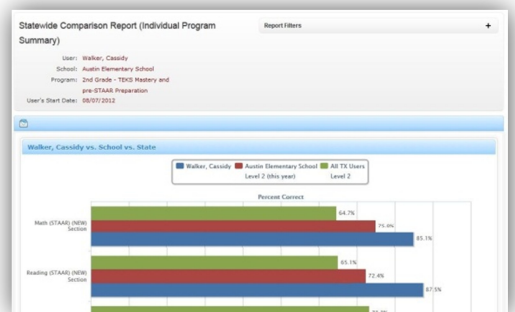 Statewide Comparison Report (Individual Program
Summary)
Report Filters +
User: Walker, Cassidy
School: Austin Elementary School
Program: 2nd Grade - TEKS Mastery and
pre-STAAR Preparation
User's Start Date: 08/07/2012
Walker, Cassidy vs. School vs. State
Walker, Cassidy Austin Elementary School All TX Users
Level 2 (this year) Level 2
Percent Correct
Math (STAAR) (NEW)
Section
64.7%
85.1%
Reading (STAAR) (NEW)
Section
65.1%
72.4%
87.5%